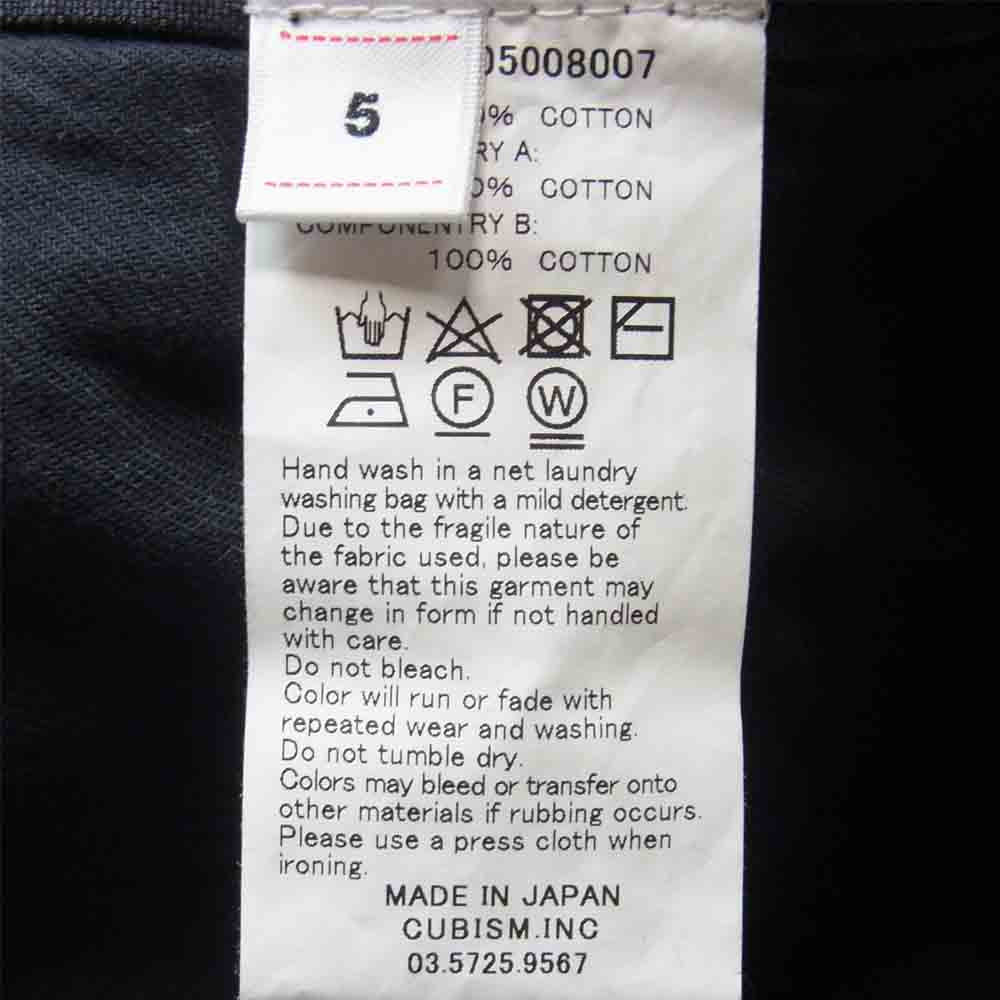 5
05008007
COTTON
A:
COTTON
COMPONENTRY B:
100% COTTON
F W
Hand wash in a net laundry
washing bag with a mild detergent.
Due to the fragile nature of
the fabric used, please be
aware that this garment may
change in form if not handled
with care.
Do not bleach.
Color will run or fade with
repeated wear and washing.
Do not tumble dry.
Colors may bleed or transfer onto
other materials if rubbing occurs.
Please use a press cloth when
ironing.
MADE IN JAPAN
CUBISM.INC
03.5725.9567